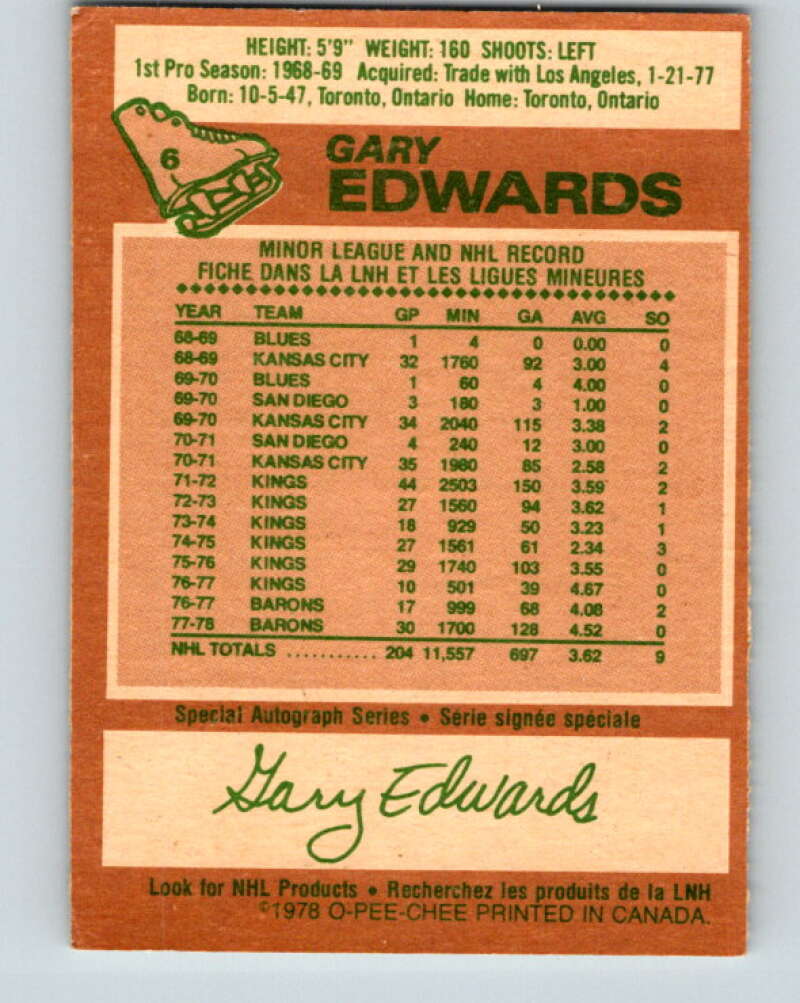 HEIGHT: 5'9" WEIGHT: 160 SHOOTS: LEFT
1st Pro Season: 1968-69 Acquired: Trade with Los Angeles, 1-21-77
Born: 10-5-47, Toronto, Ontario Home: Toronto, Ontario
6
GARY
EDWARDS
MINOR LEAGUE AND NHL RECORD
FICHE DANS LA LNH ET LES LIGUES MINEURES
YEAR TEAM GP MIN GA AVG SO
68-69 BLUES 1 4 0 0.00 0
68-69 KANSAS CITY 32 1760 92 3.00 4
69-70 BLUES 1 60 4 4.00 0
69-70 SAN DIEGO 3 180 3 1.00 0
69-70 KANSAS CITY 34 2040 115 3.38 2
70-71 SAN DIEGO 4 240 12 3.00 0
70-71 KANSAS CITY 35 1980 85 2.58 2
71-72 KINGS 44 2503 150 3.59 2
72-73 KINGS 27 1560 94 3.62 1
73-74 KINGS 18 929 50 3.23 1
74-75 KINGS 27 1561 61 2.34 3
75-76 KINGS 29 1740 103 3.55 0
76-77 KINGS 10 501 39 4.67 0
76-77 BARONS 17 999 68 4.08 2
77-78 BARONS 30 1700 128 4.52 0
NHL TOTALS ........... 204 11,557 697 3.62 9
Special Autograph Series • Série signée spéciale
Gary Edwards
Look for NHL Products • Recherchez les produits de la LNH
©1978 O-PEE-CHEE PRINTED IN CANADA.